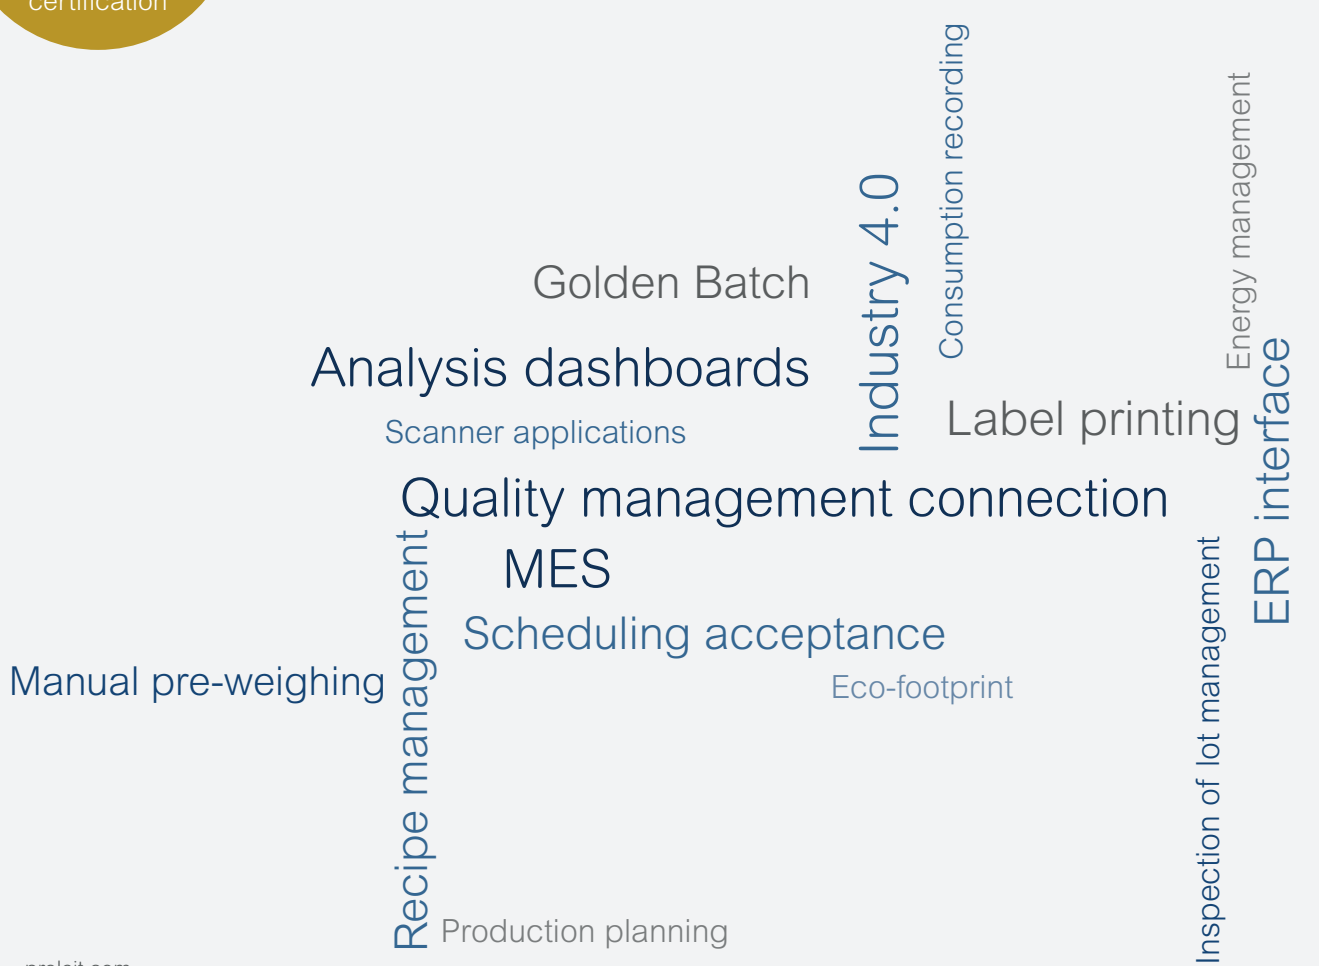 certification
Consumption recording
Energy management
Industry 4.0
Golden Batch
Analysis dashboards
ERP interface
Label printing
Scanner applications
Quality management connection
Recipe management
MES
Inspection of lot management
Scheduling acceptance
Manual pre-weighing
Eco-footprint
Production planning